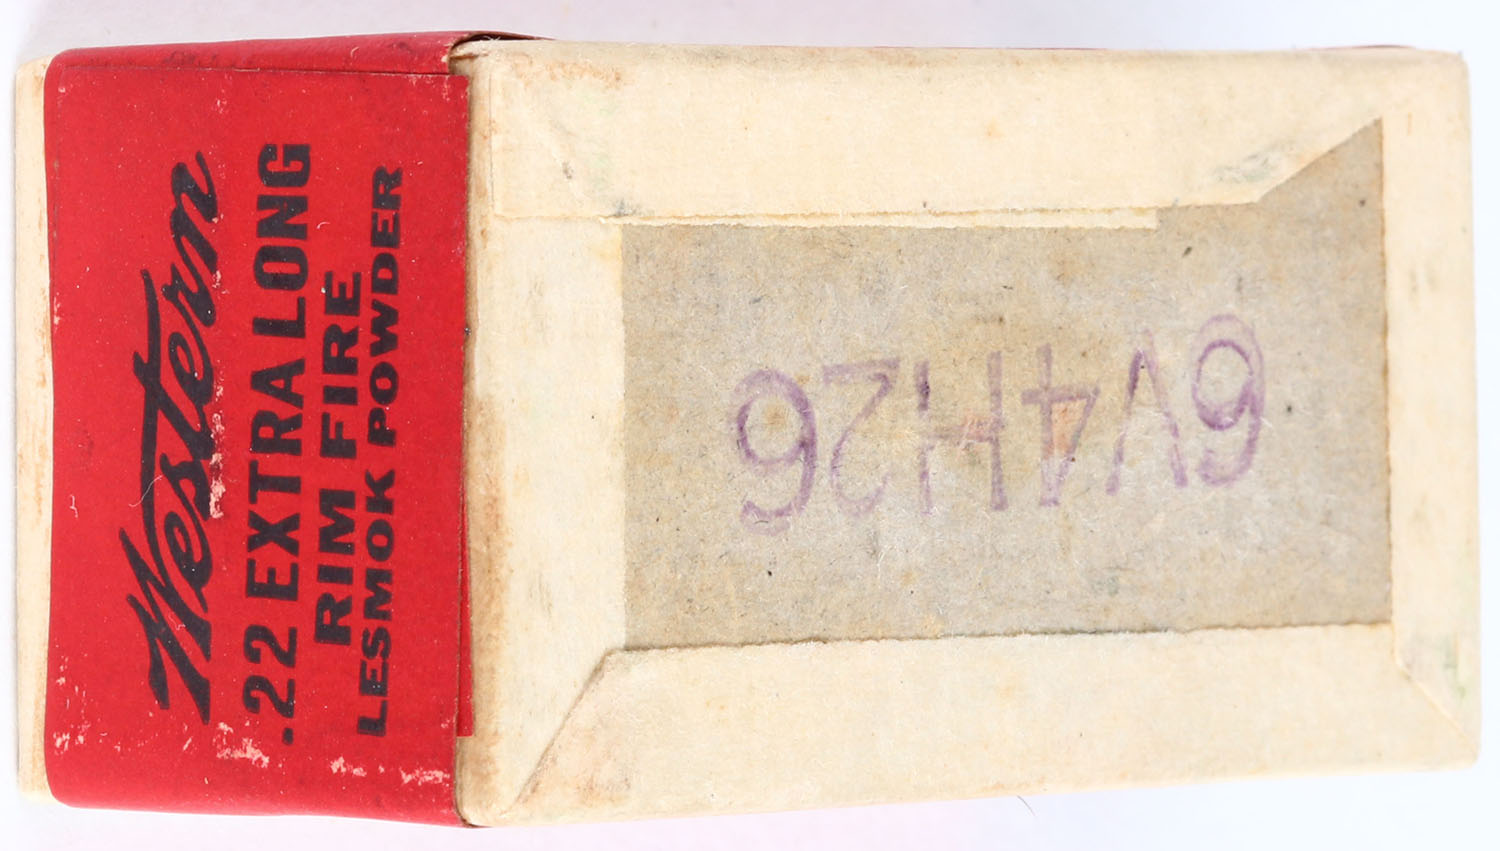 Western
.22 EXTRA LONG
RIM FIRE
LESMOK POWDER
6V4H26